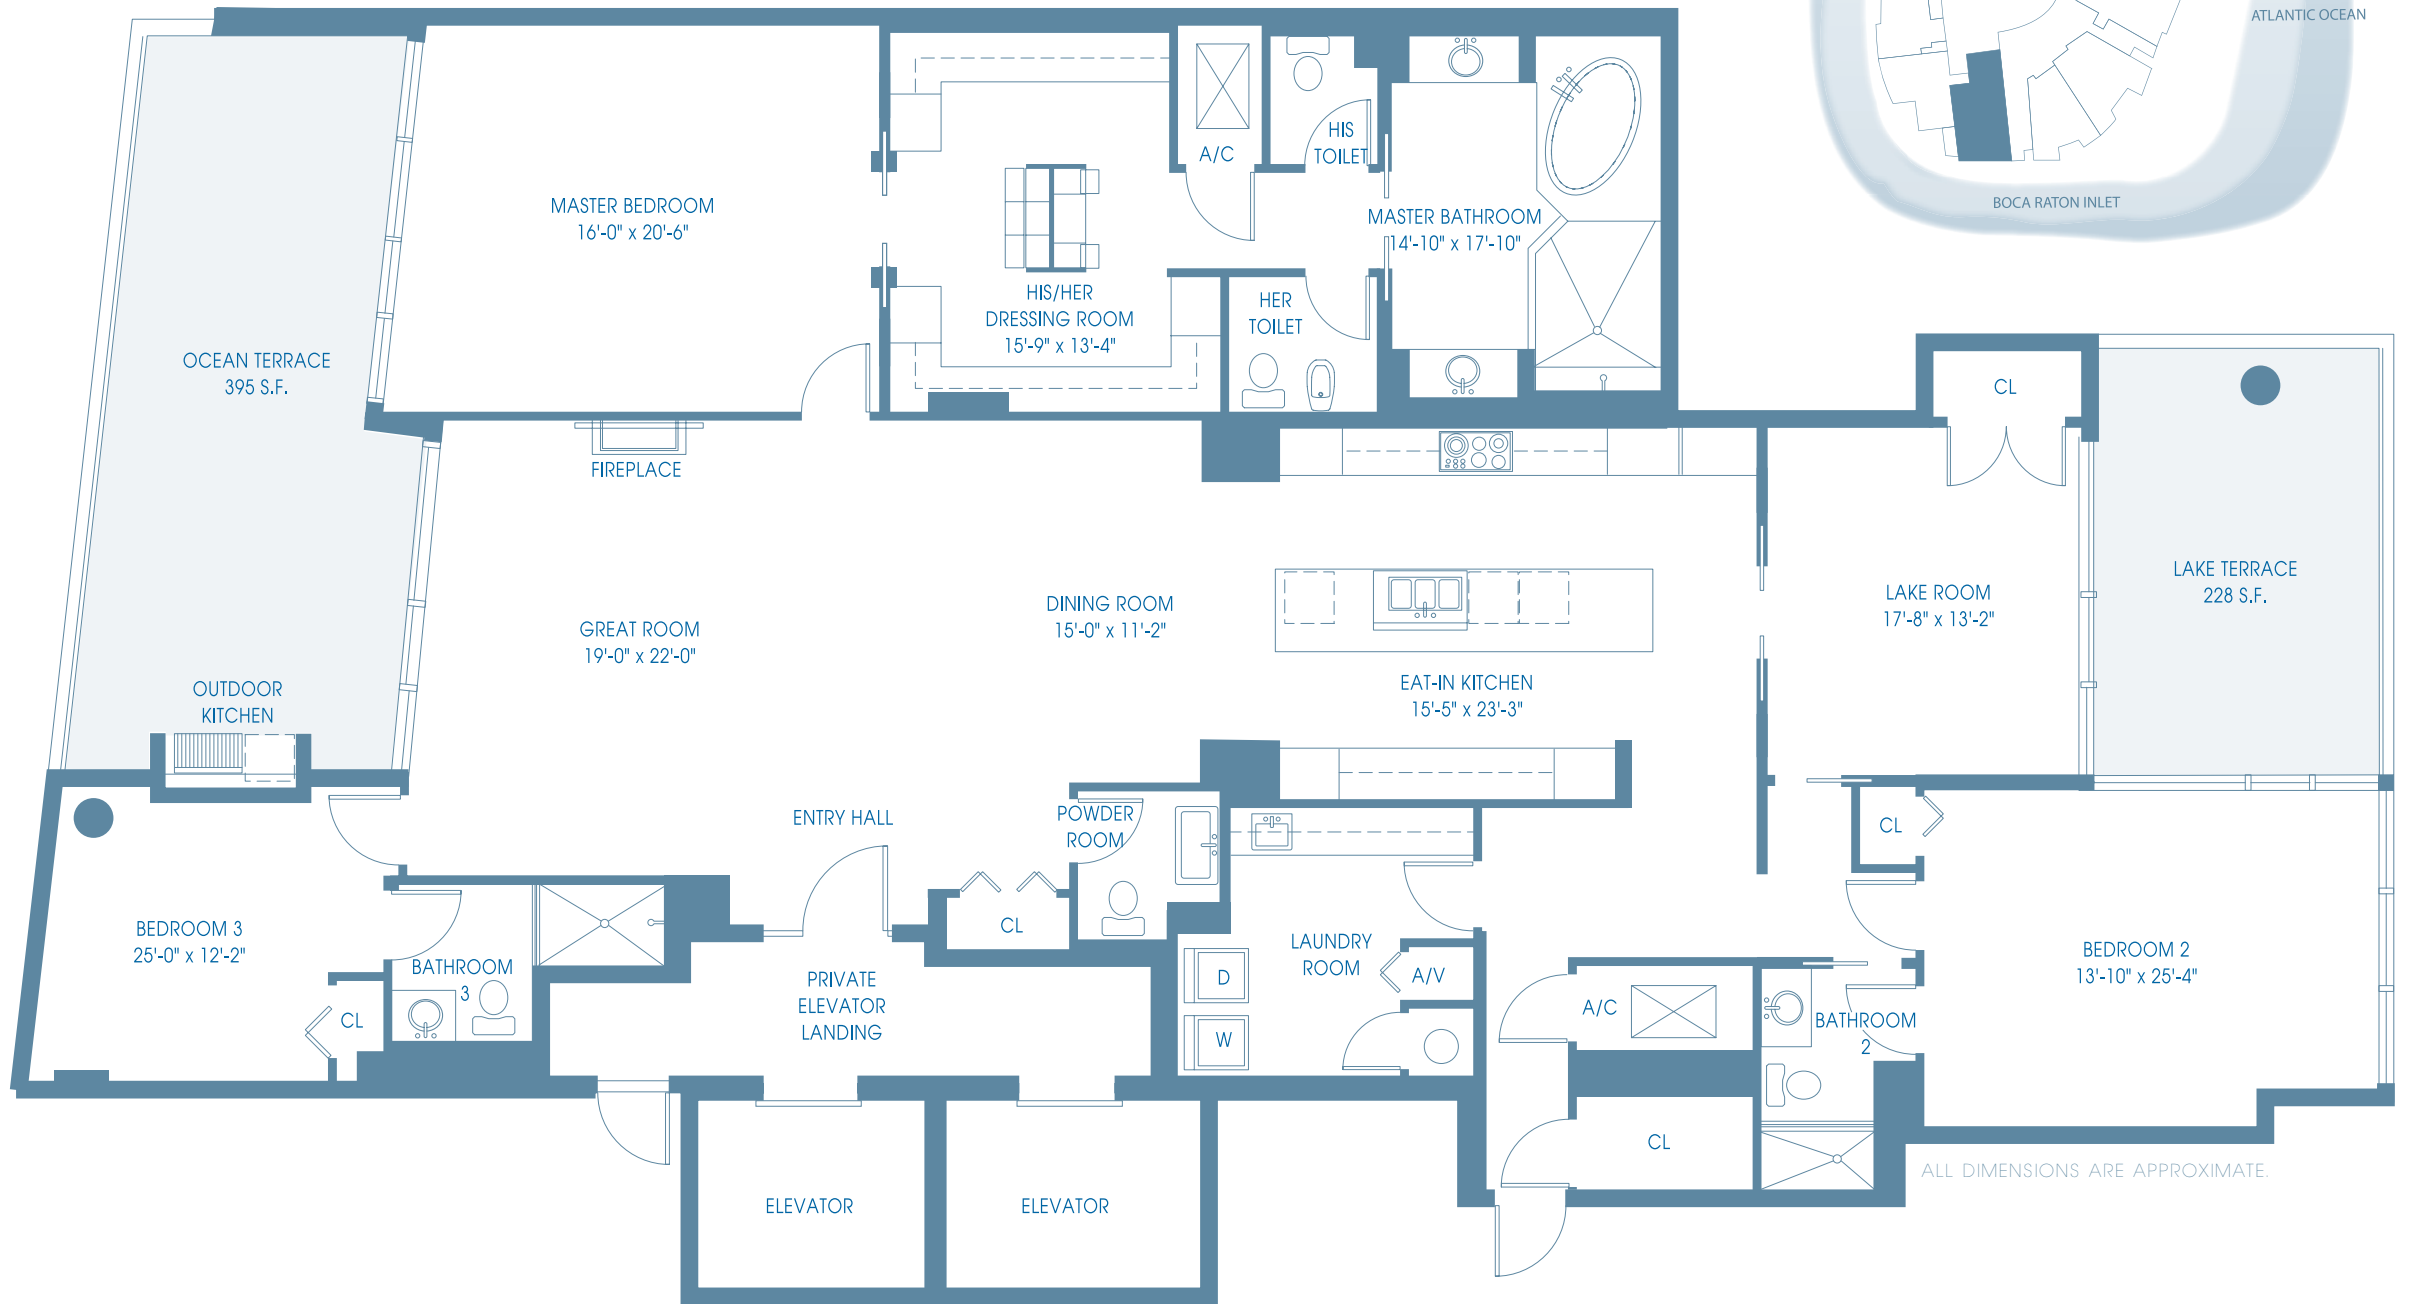 ATLANTIC OCEAN
BOCA RATON INLET
MASTER BEDROOM
16'-0" x 20'-6"
A/C
HIS
TOILET
MASTER BATHROOM
14'-10" x 17'-10"
HIS/HER
DRESSING ROOM
15'-9" x 13'-4"
HER
TOILET
OCEAN TERRACE
395 S.F.
CL
FIREPLACE
LAKE TERRACE
228 S.F.
LAKE ROOM
17'-8" x 13'-2"
DINING ROOM
15'-0" x 11'-2"
GREAT ROOM
19'-0" x 22'-0"
EAT-IN KITCHEN
15'-5" x 23'-3"
OUTDOOR
KITCHEN
ENTRY HALL
POWDER
ROOM
CL
BEDROOM 3
25'-0" x 12'-2"
CL
BATHROOM
3
CL
PRIVATE
ELEVATOR
LANDING
LAUNDRY
ROOM
D
W
A/V
A/C
BATHROOM
2
BEDROOM 2
13'-10" x 25'-4"
CL
ALL DIMENSIONS ARE APPROXIMATE.
ELEVATOR
ELEVATOR